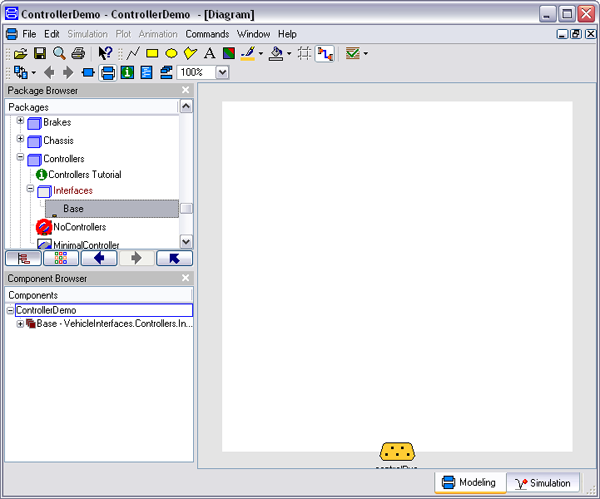 ControllerDemo - ControllerDemo - [Diagram]
File Edit Simulation Plot Animation Commands Window Help
100%
Package Browser
Packages
Brakes
Chassis
Controllers
Controllers Tutorial
Interfaces
Base
NoControllers
MinimalController
Component Browser
Components
ControllerDemo
Base - VehicleInterfaces.Controllers.In...
Modeling Simulation